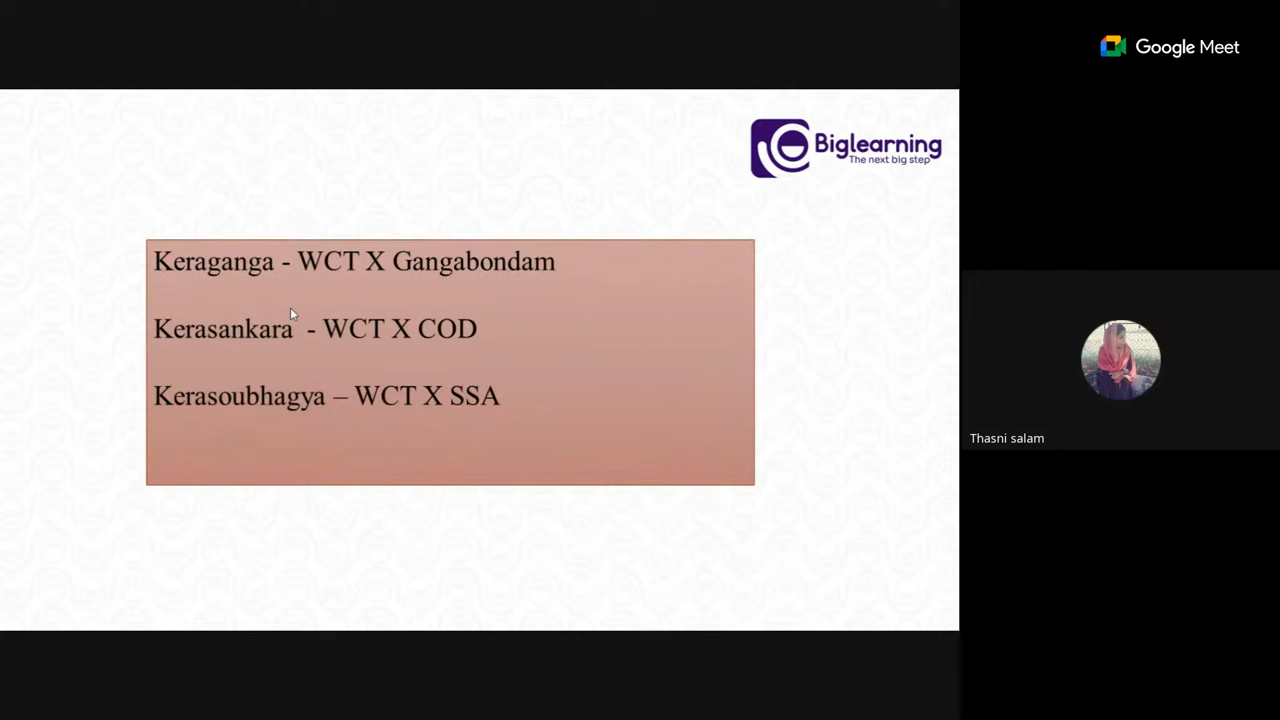 Google Meet
Biglearning
The next big step
Keraganga - WCT X Gangabondam
Kerasankara - WCT X COD
Kerasoubhagya – WCT X SSA
Thasni salam